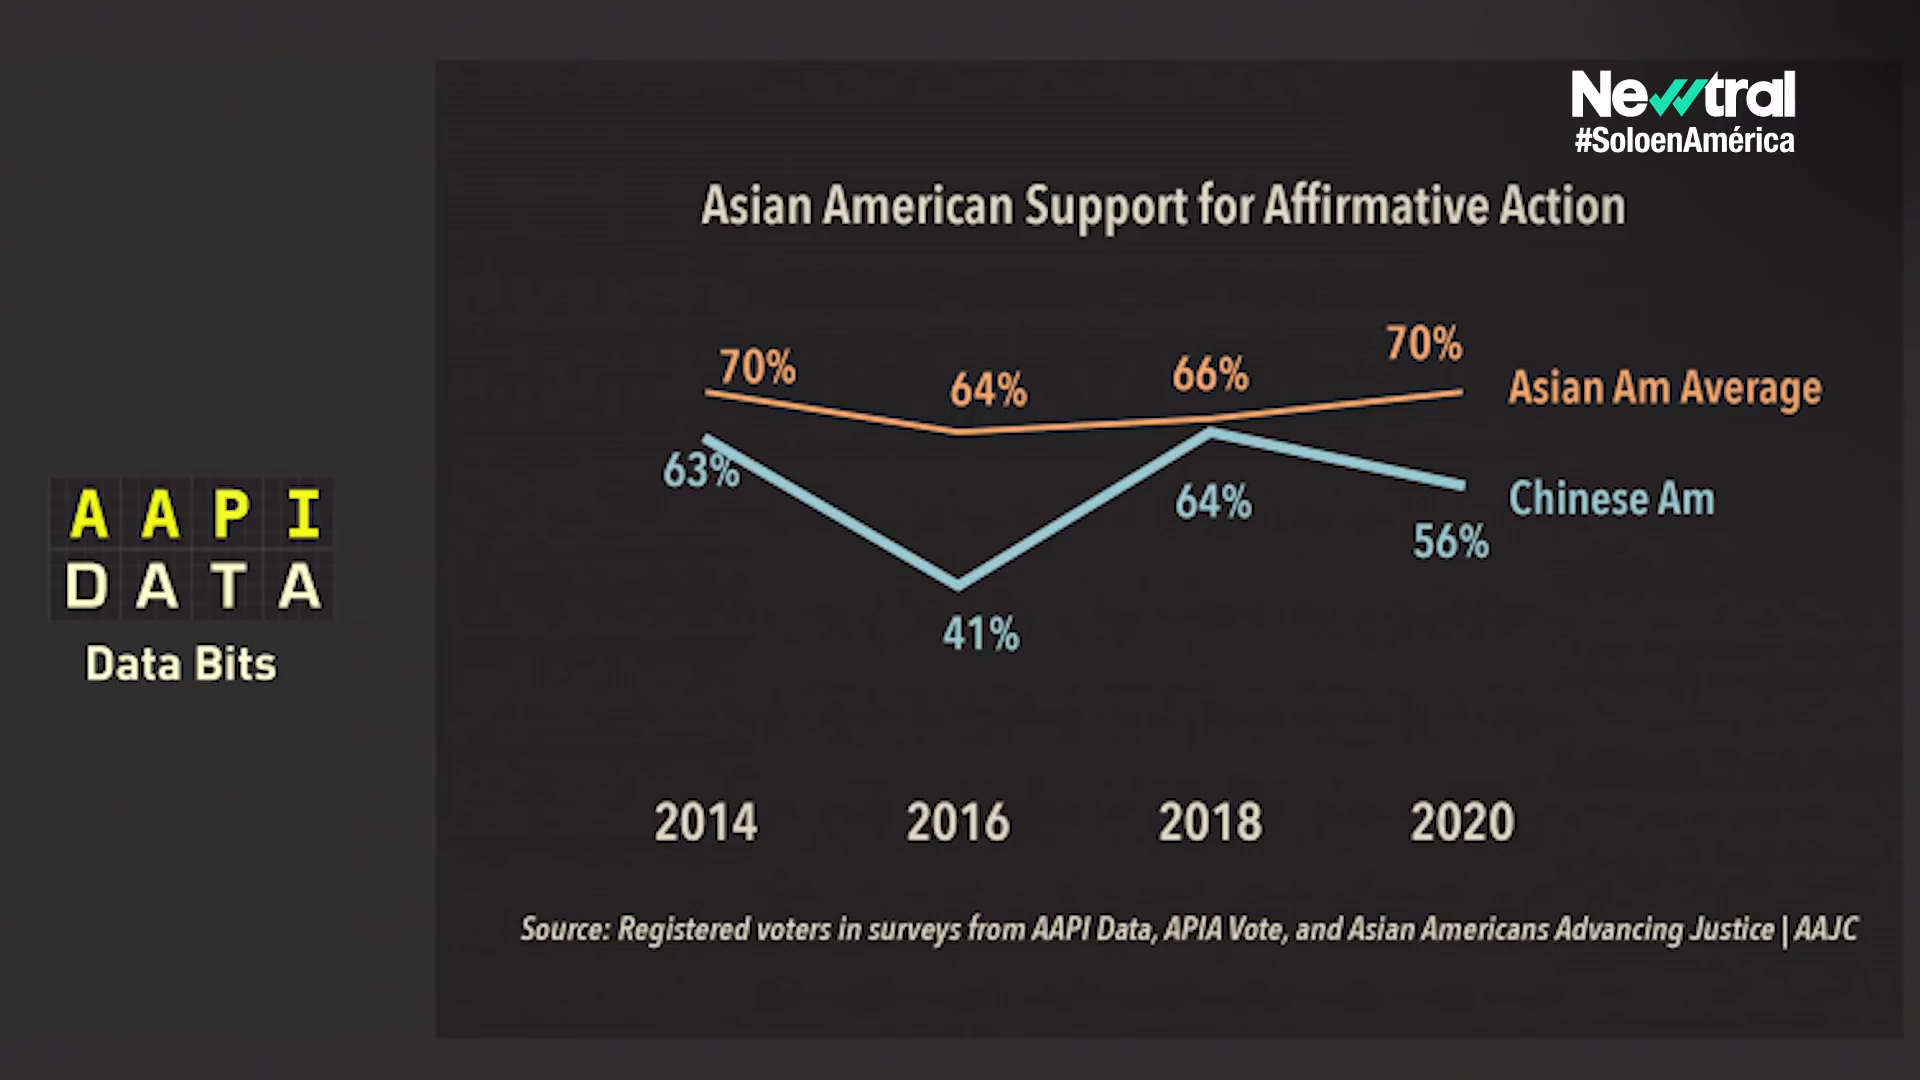 Newtral
#SoloenAmérica
Asian American Support for Affirmative Action
70%
64%
66%
70%
Asian Am Average
63%
41%
64%
56%
Chinese Am
AAPI
DATA
Data Bits
2014 2016 2018 2020
Source: Registered voters in surveys from AAPI Data, APIA Vote, and Asian Americans Advancing Justice | AAJC